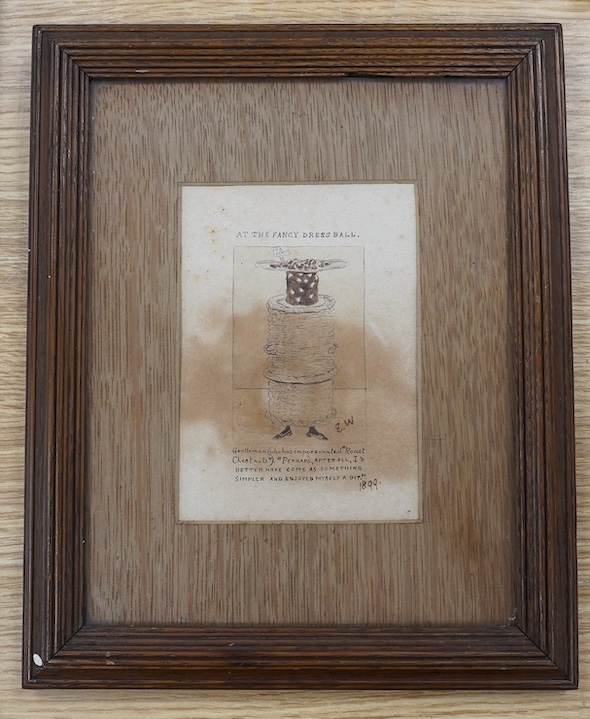 AT THE FANCY DRESS BALL.
E.W
Gentleman (who has impersonated "Roast
Chestnuts"). "PERHAPS, AFTER ALL, I'D
BETTER HAVE COME AS SOMETHING
SIMPLER AND ENJOYED MYSELF A BIT."
1899.